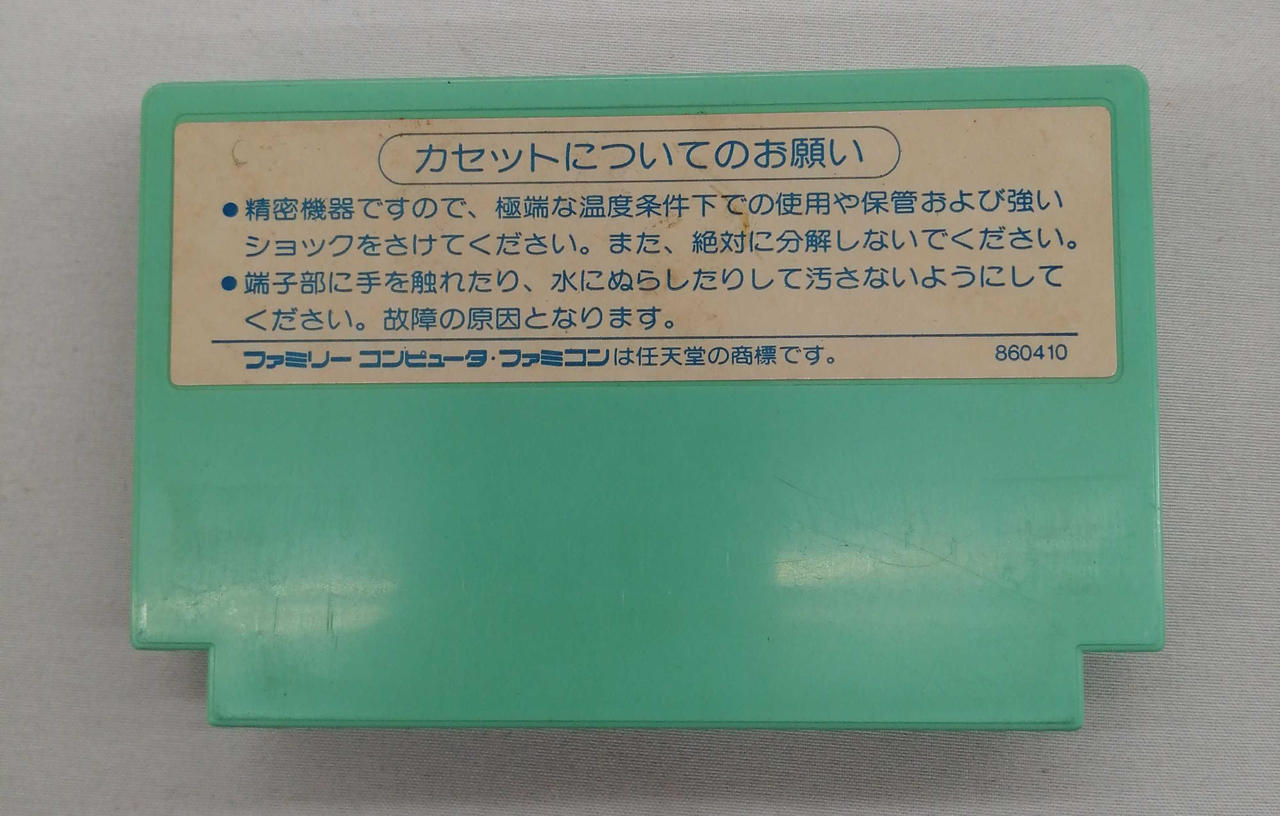 カセットについてのお願い
●精密機器ですので、極端な温度条件下での使用や保管および強い
ショックをさけてください。また、絶対に分解しないでください。
●端子部に手を触れたり、水にぬらしたりして汚さないようにして
ください。故障の原因となります。
ファミリー コンピュータ・ファミコンは任天堂の商標です。 860410